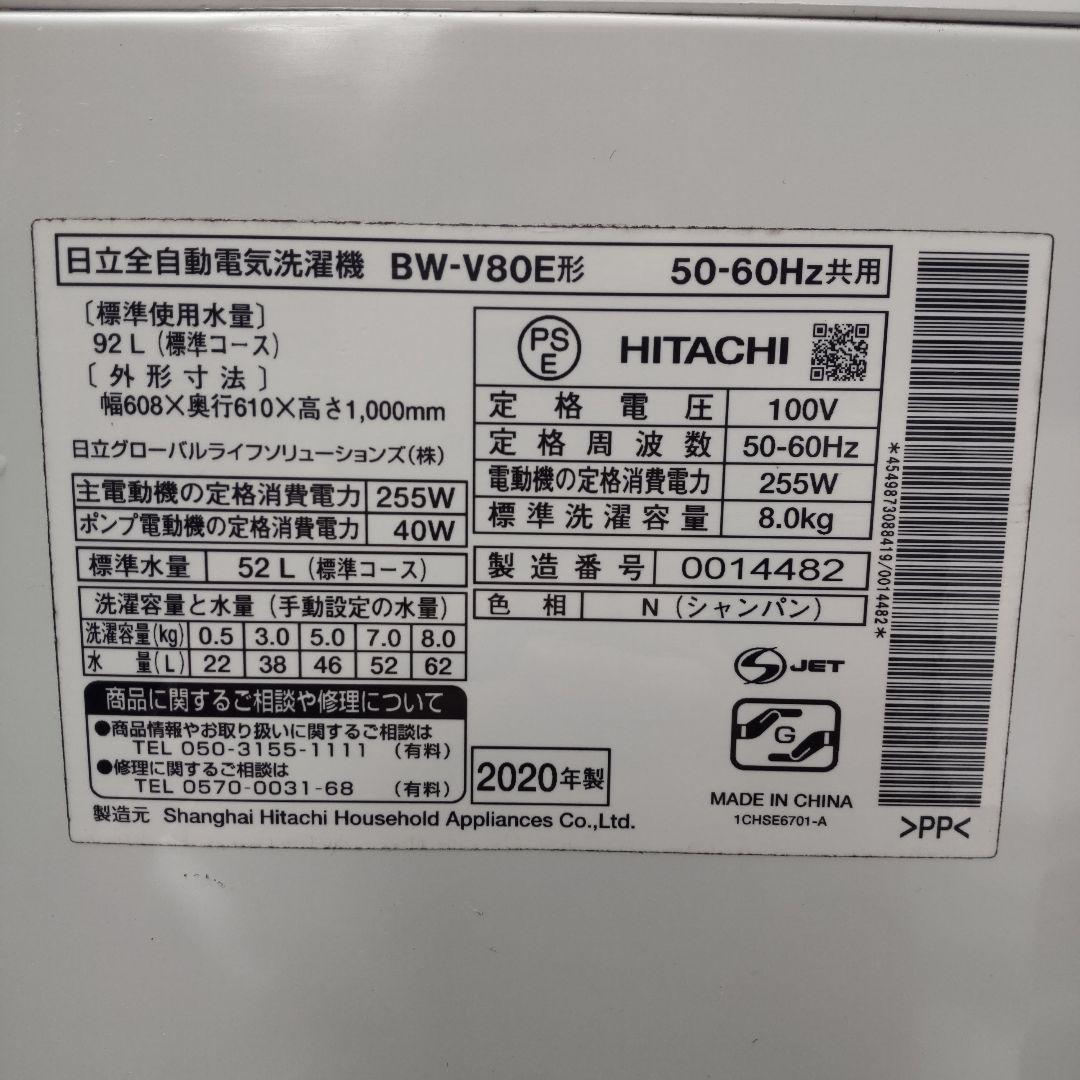 日立全自動電気洗濯機 BW-V80E形 50-60Hz共用
〔標準使用水量〕
92 L (標準コース)
〔外形寸法〕
幅608×奥行610×高さ1,000mm
日立グローバルライフソリューションズ(株)
主電動機の定格消費電力 255W
ポンプ電動機の定格消費電力 40W
標準水量 52 L (標準コース)
洗濯容量と水量 (手動設定の水量)
洗濯容量(kg) 0.5 3.0 5.0 7.0 8.0
水量(L) 22 38 46 52 62
商品に関するご相談や修理について
●商品情報やお取り扱いに関するご相談は
TEL 050-3155-1111 (有料)
●修理に関するご相談は
TEL 0570-0031-68 (有料)
製造元 Shanghai Hitachi Household Appliances Co.,Ltd.
PS
E
HITACHI
定格電圧 100V
定格周波数 50-60Hz
電動機の定格消費電力 255W
標準洗濯容量 8.0kg
製造番号 0014482
色相 N (シャンパン)
2020年製
S JET
G
MADE IN CHINA
1CHSE6701-A
*4549873088419/0014482*
>PP<